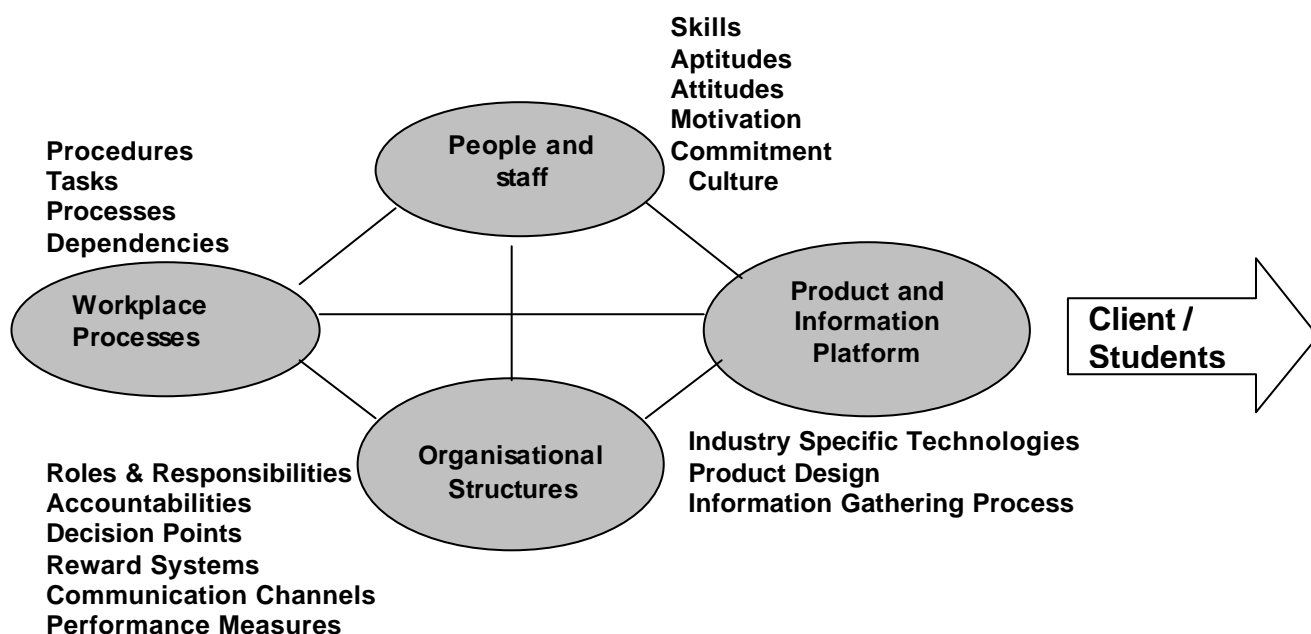 Skills
Aptitudes
Attitudes
Motivation
Commitment
Culture
People and
staff
Procedures
Tasks
Processes
Dependencies
Workplace
Processes
Product and
Information
Platform
Client /
Students
Organisational
Structures
Industry Specific Technologies
Product Design
Information Gathering Process
Roles & Responsibilities
Accountabilities
Decision Points
Reward Systems
Communication Channels
Performance Measures